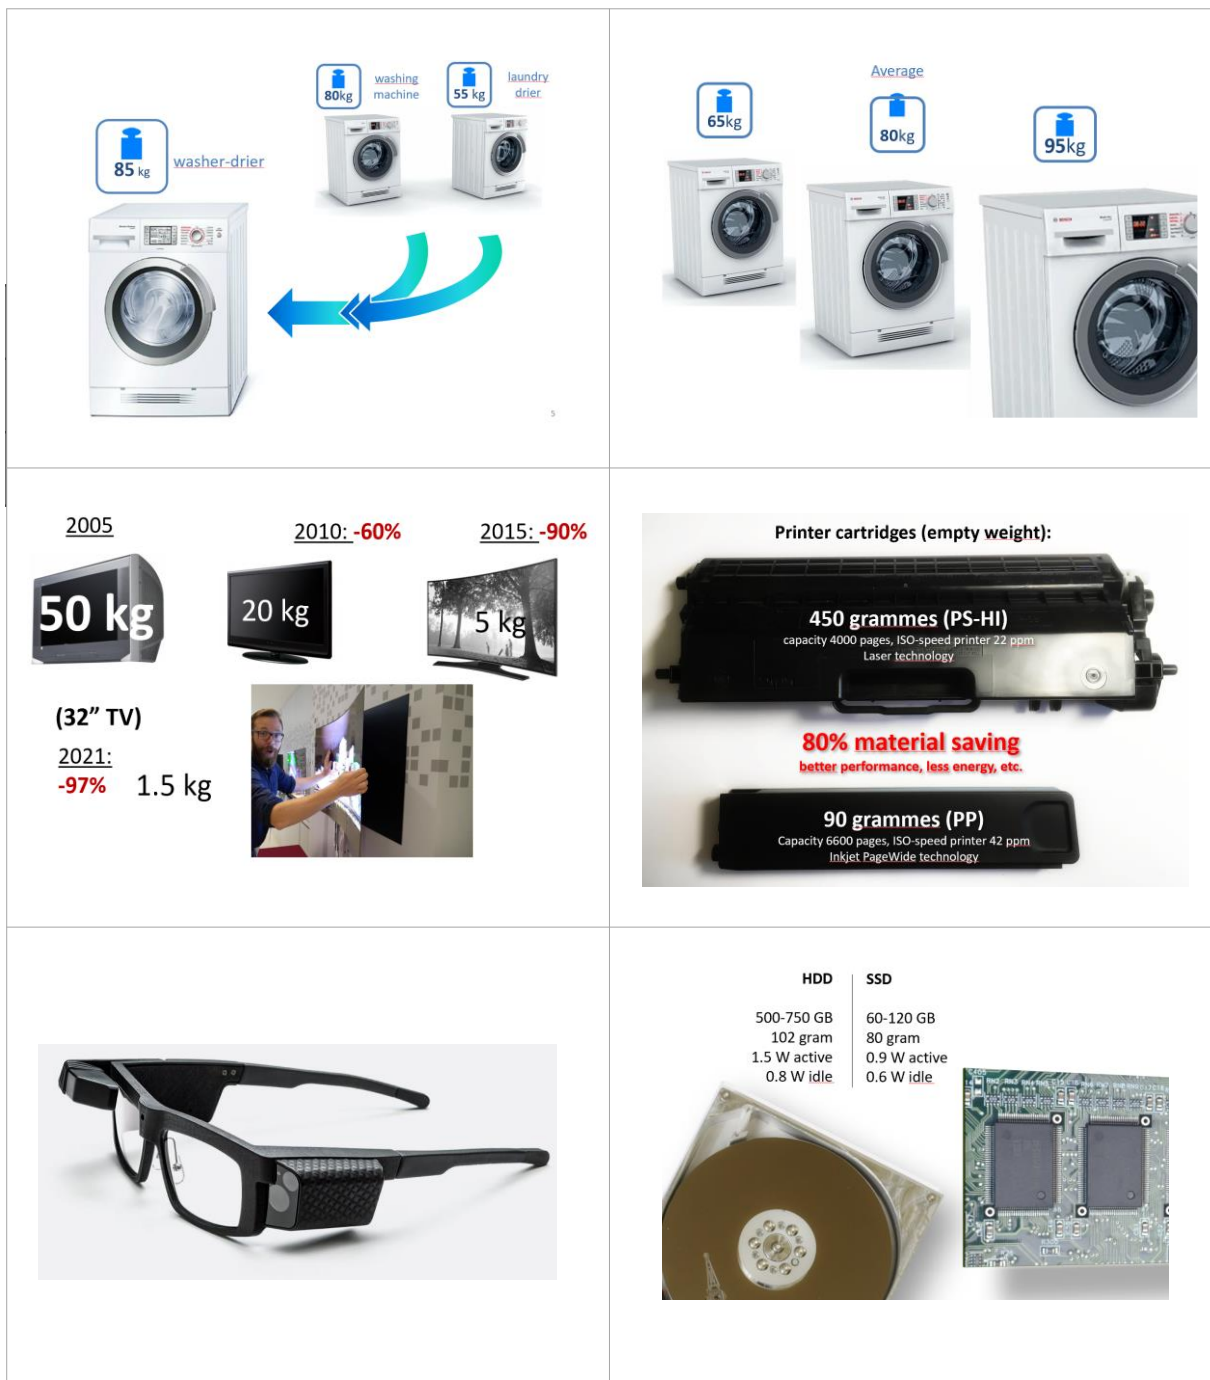 80kg
washing
machine
55 kg
laundry
drier
85 kg
washer-drier
5
Average
65kg
80kg
95kg
BOSCH
2005
2010: -60%
2015: -90%
50 kg
20 kg
5 kg
(32” TV)
2021:
-97%
1.5 kg
Printer cartridges (empty weight):
450 grammes (PS-HI)
capacity 4000 pages, ISO-speed printer 22 ppm
Laser technology
80% material saving
better performance, less energy, etc.
90 grammes (PP)
Capacity 6600 pages, ISO-speed printer 42 ppm
Inkjet PageWide technology
HDD
SSD
500-750 GB
60-120 GB
102 gram
80 gram
1.5 W active
0.9 W active
0.8 W idle
0.6 W idle